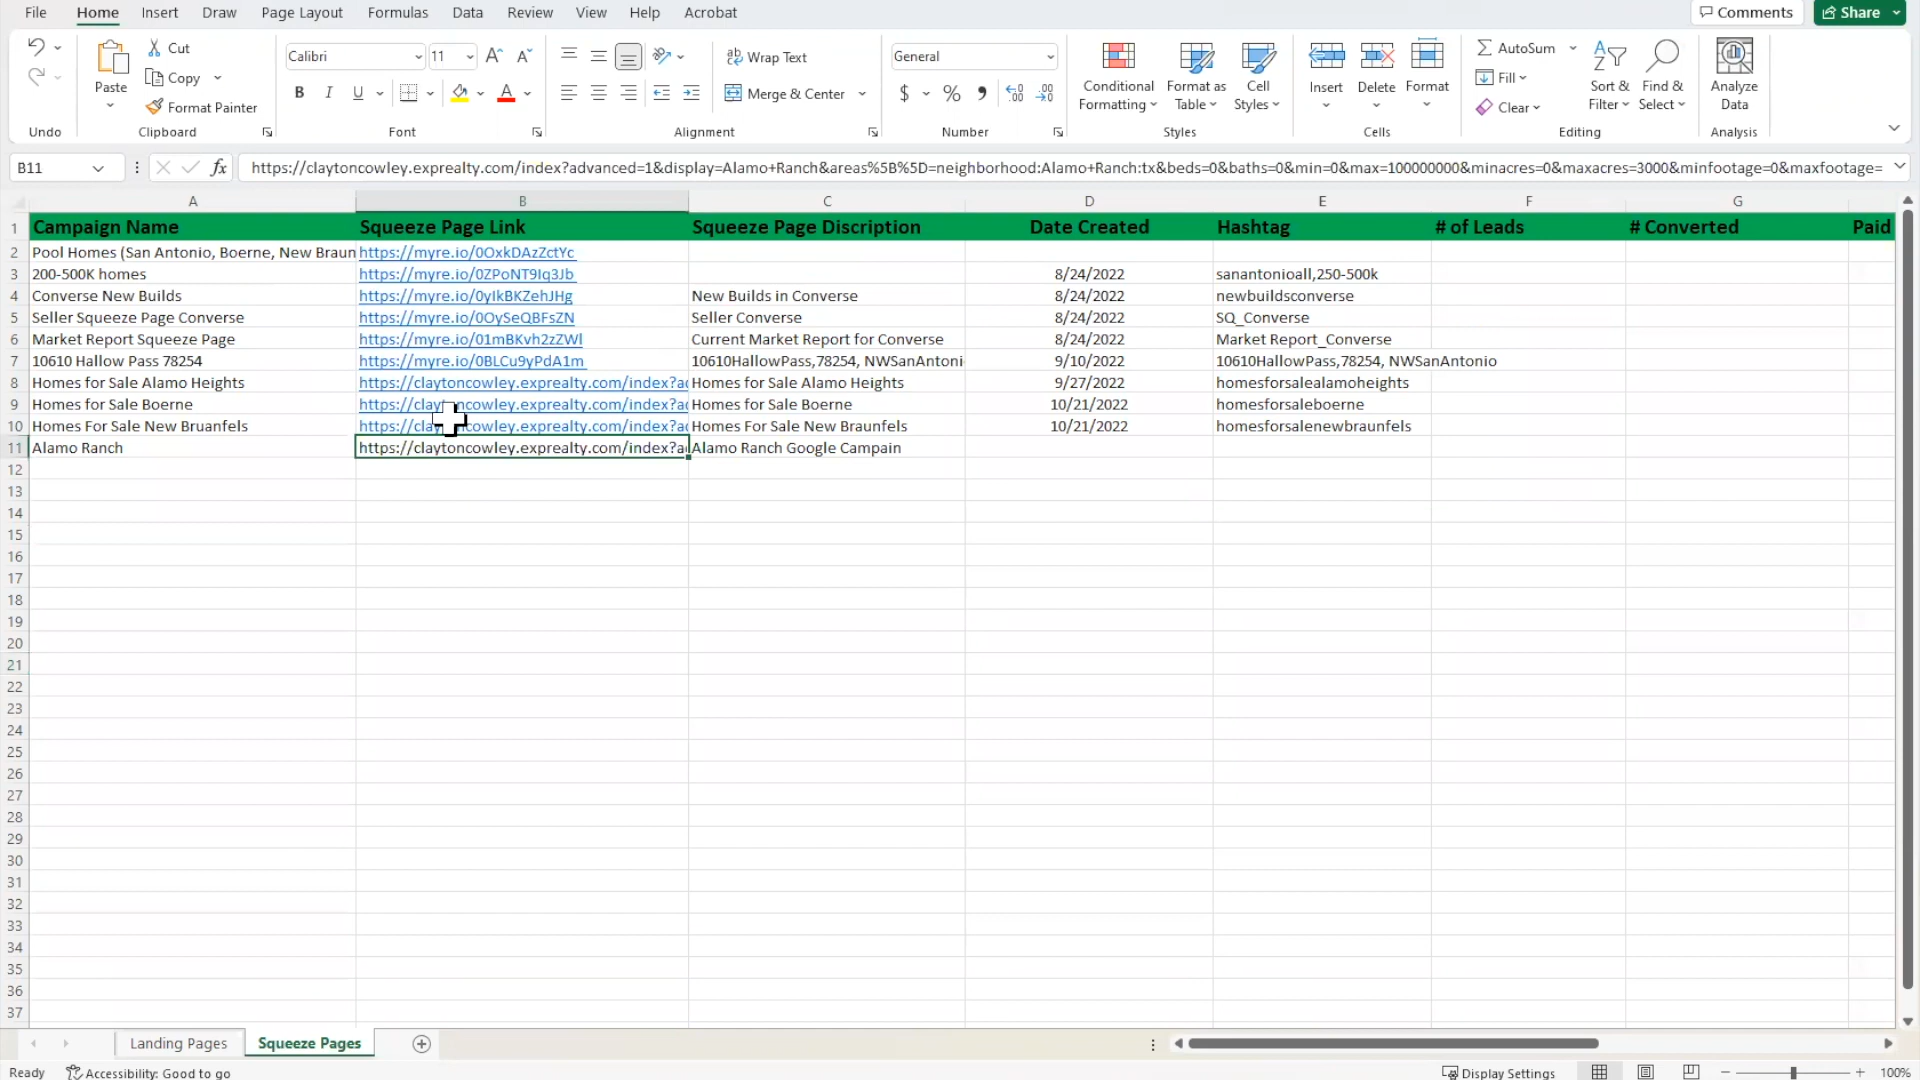 File Home Insert Draw Page Layout Formulas Data Review View Help Acrobat Comments Share
Cut
Copy
Paste
Format Painter
Calibri 11
B I U
Wrap Text
Merge & Center
General
$ % 9
Conditional Formatting
Format as Table
Cell Styles
Insert
Delete
Format
AutoSum
Fill
Clear
Sort & Filter
Find & Select
Analyze Data
Undo Clipboard Font Alignment Number Styles Cells Editing Analysis
B11 fx https://claytoncowley.exprealty.com/index?advanced=1&display=Alamo+Ranch&areas%5B%5D=neighborhood:Alamo+Ranch:tx&beds=0&baths=0&min=0&max=100000000&minacres=0&maxacres=3000&minfootage=0&maxfootage=
A B C D E F G
1 Campaign Name Squeeze Page Link Squeeze Page Discription Date Created Hashtag # of Leads # Converted Paid
2 Pool Homes (San Antonio, Boerne, New Braun https://myre.io/0OxkDAzZctYc
3 200-500K homes https://myre.io/0ZPoNT9Iq3Jb 8/24/2022 sanantonioall,250-500k
4 Converse New Builds https://myre.io/0yIkBKZehJHg New Builds in Converse 8/24/2022 newbuildsconverse
5 Seller Squeeze Page Converse https://myre.io/0OySeQBFsZN Seller Converse 8/24/2022 SQ_Converse
6 Market Report Squeeze Page https://myre.io/01mBKvh2zZWl Current Market Report for Converse 8/24/2022 Market Report_Converse
7 10610 Hallow Pass 78254 https://myre.io/0BLCu9yPdA1m 10610HallowPass,78254, NWSanAntoni 9/10/2022 10610HallowPass,78254, NWSanAntonio
8 Homes for Sale Alamo Heights https://claytoncowley.exprealty.com/index?ad Homes for Sale Alamo Heights 9/27/2022 homesforsalealamoheights
9 Homes for Sale Boerne https://claytoncowley.exprealty.com/index?ad Homes for Sale Boerne 10/21/2022 homesforsaleboerne
10 Homes For Sale New Bruanfels https://claytoncowley.exprealty.com/index?ad Homes For Sale New Braunfels 10/21/2022 homesforsalenewbraunfels
11 Alamo Ranch https://claytoncowley.exprealty.com/index?ad Alamo Ranch Google Campain
12
13
14
15
16
17
18
19
20
21
22
23
24
25
26
27
28
29
30
31
32
33
34
35
36
37
Landing Pages Squeeze Pages
Ready Accessibility: Good to go Display Settings 100%